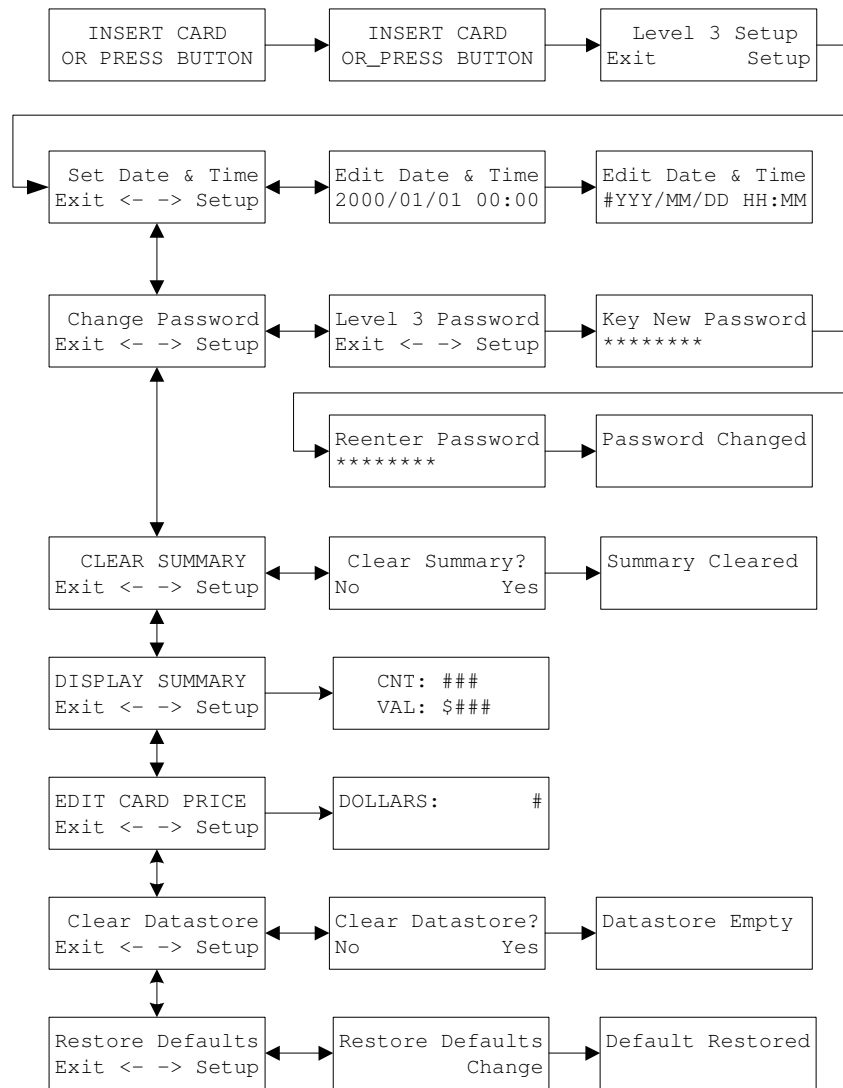 INSERT CARD
OR PRESS BUTTON
INSERT CARD
OR_PRESS BUTTON
Level 3 Setup
Exit Setup
Set Date & Time
Exit <- -> Setup
Edit Date & Time
2000/01/01 00:00
Edit Date & Time
#YYY/MM/DD HH:MM
Change Password
Exit <- -> Setup
Level 3 Password
Exit <- -> Setup
Key New Password
********
Reenter Password
********
Password Changed
CLEAR SUMMARY
Exit <- -> Setup
Clear Summary?
No Yes
Summary Cleared
DISPLAY SUMMARY
Exit <- -> Setup
CNT: ###
VAL: $###
EDIT CARD PRICE
Exit <- -> Setup
DOLLARS: #
Clear Datastore
Exit <- -> Setup
Clear Datastore?
No Yes
Datastore Empty
Restore Defaults
Exit <- -> Setup
Restore Defaults
Change
Default Restored